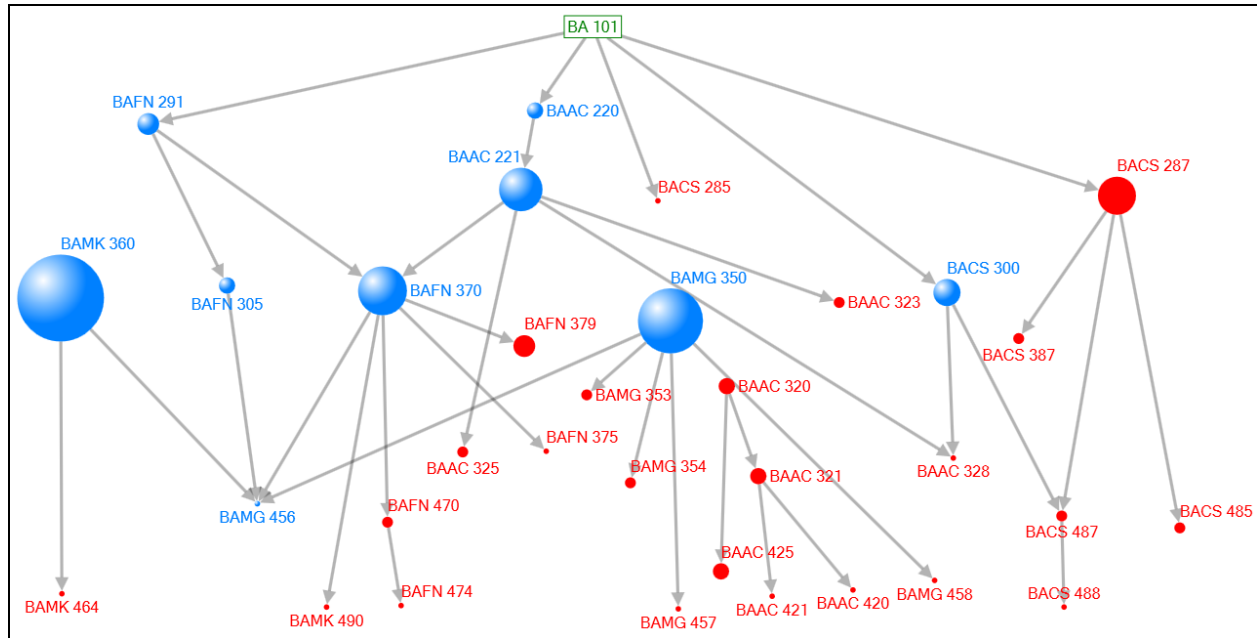 BA 101
BAFN 291
BAAC 220
BAAC 221
BACS 285
BACS 287
BAMK 360
BAMG 350
BACS 300
BAFN 305
BAFN 370
BAAC 323
BAFN 379
BACS 387
BAMG 353
BAAC 320
BAFN 375
BAAC 325
BAMG 354
BAAC 321
BAAC 328
BAMG 456
BAFN 470
BACS 487
BACS 485
BAAC 425
BAMK 464
BAMK 490
BAFN 474
BAMG 457
BAAC 421
BAAC 420
BAMG 458
BACS 488